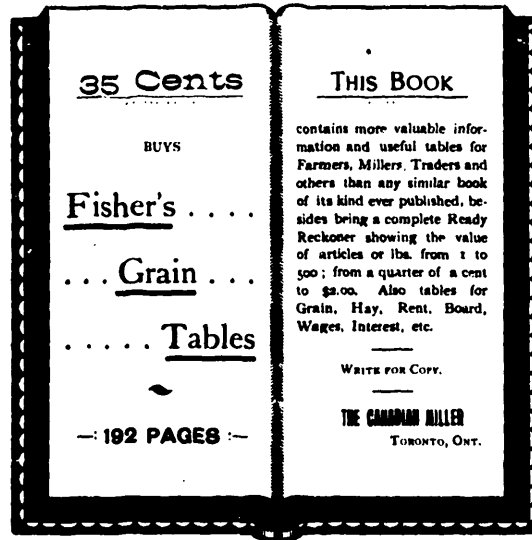 35 Cents
BUYS
Fisher's . . . .
. . . Grain . . .
. . . . . Tables
—: 192 PAGES :—
THIS BOOK
contains more valuable infor-
mation and useful tables for
Farmers, Millers, Traders and
others than any similar book
of its kind ever published, be-
sides being a complete Ready
Reckoner showing the value
of articles or lbs. from 1 to
500 ; from a quarter of a cent
to $2.00. Also tables for
Grain, Hay, Rent, Board,
Wages, Interest, etc.
WRITE FOR COPY.
THE CANADIAN MILLER
TORONTO, ONT.